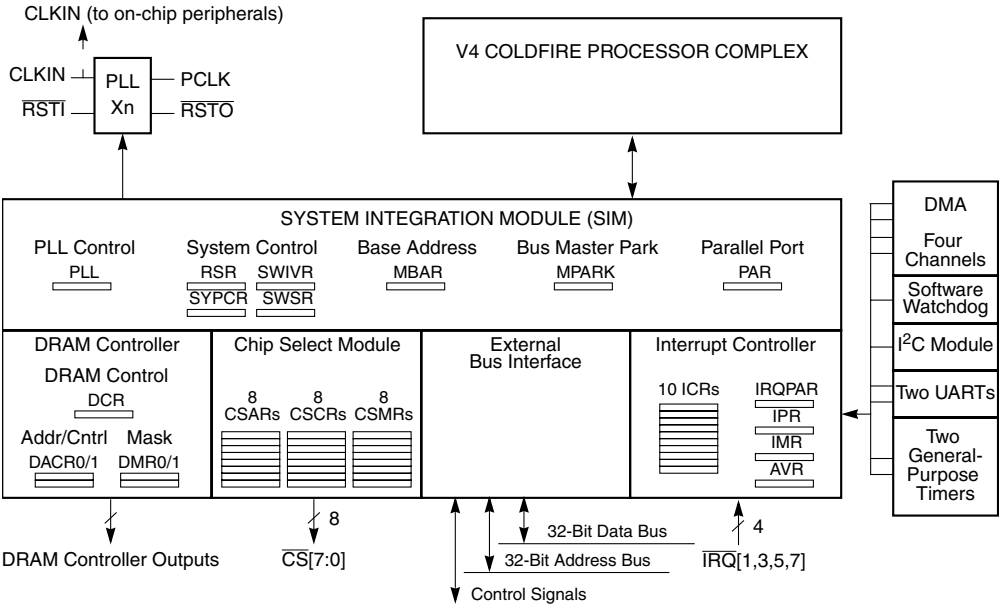 CLKIN (to on-chip peripherals)
CLKIN
PLL
Xn
PCLK
RSTI
RSTO
V4 COLDFIRE PROCESSOR COMPLEX
SYSTEM INTEGRATION MODULE (SIM)
PLL Control
PLL
System Control
RSR
SWIVR
SYPCR
SWSR
Base Address
MBAR
Bus Master Park
MPARK
Parallel Port
PAR
DRAM Controller
DRAM Control
DCR
Addr/Cntrl
Mask
DACR0/1
DMR0/1
Chip Select Module
8
CSARs
8
CSCRs
8
CSMRs
External
Bus Interface
Interrupt Controller
10 ICRs
IRQPAR
IPR
IMR
AVR
DMA
Four
Channels
Software
Watchdog
I²C Module
Two UARTs
Two
General-
Purpose
Timers
DRAM Controller Outputs
8
CS[7:0]
32-Bit Data Bus
32-Bit Address Bus
Control Signals
4
IRQ[1,3,5,7]